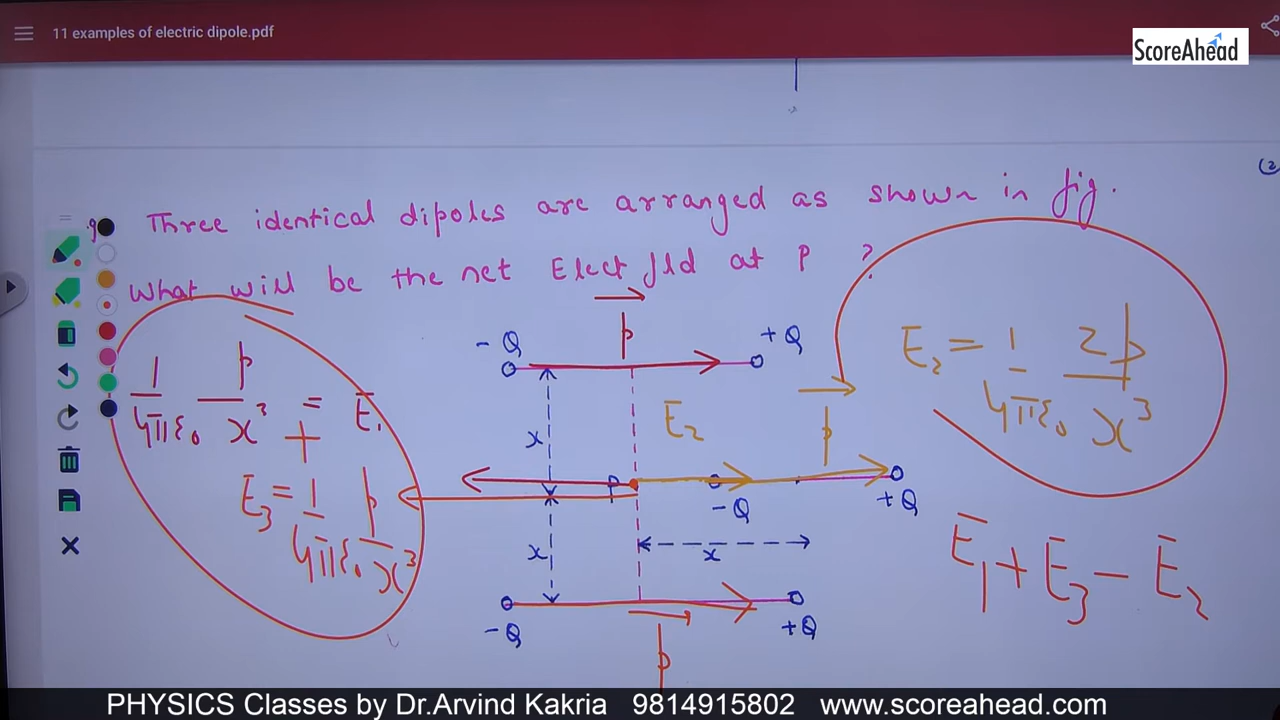 11 examples of electric dipole.pdf
ScoreAhead
(2
Three identical dipoles are arranged as shown in fig.
What will be the net Elect fld at P ?
p
-Q
+Q
1/4πε₀ p/x³ = E₁
+
E₃ = 1/4πε₀ p/x³
E₂ = 1/4πε₀ 2p/x³
x
E₂
p
P
-Q
+Q
x
x
E₁ + E₃ - E₂
-Q
+Q
p
PHYSICS Classes by Dr.Arvind Kakria 9814915802 www.scoreahead.com